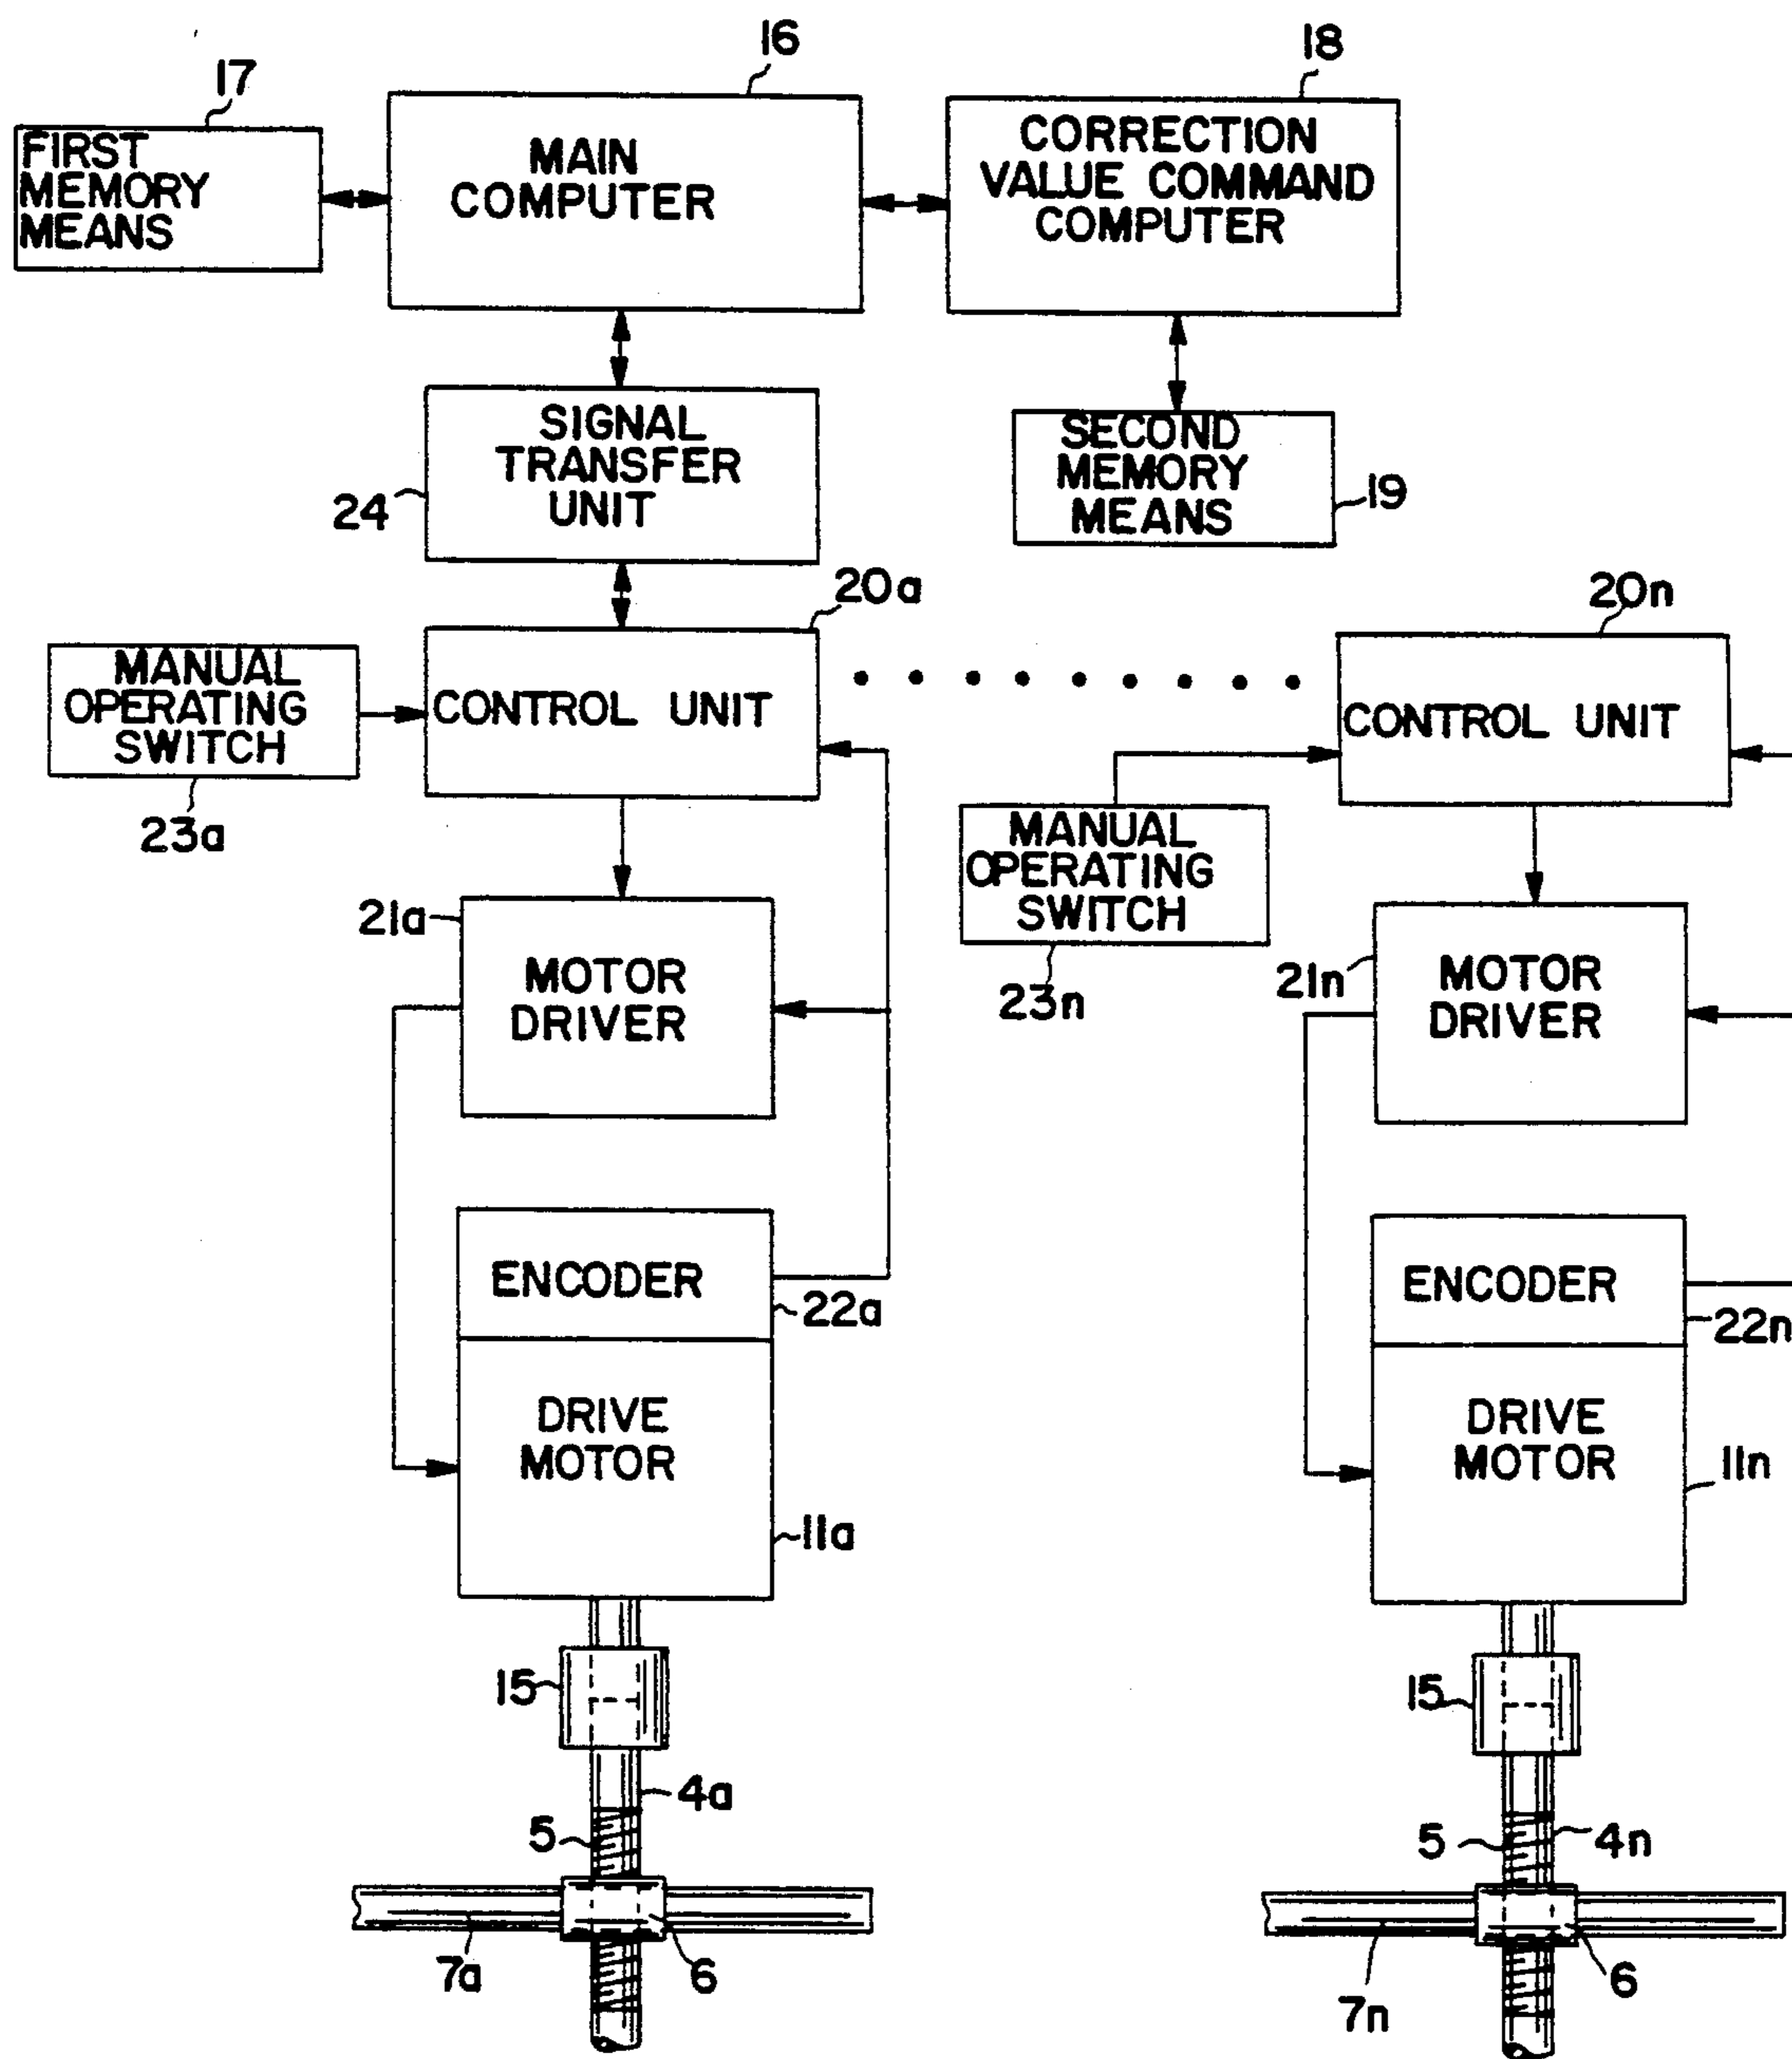 16
18
17
FIRST
MEMORY
MEANS
MAIN
COMPUTER
CORRECTION
VALUE COMMAND
COMPUTER
SIGNAL
TRANSFER
UNIT
24
SECOND
MEMORY
MEANS
19
20a
20n
MANUAL
OPERATING
SWITCH
23a
CONTROL UNIT
CONTROL UNIT
MANUAL
OPERATING
SWITCH
23n
21a
MOTOR
DRIVER
21n
MOTOR
DRIVER
ENCODER
22a
ENCODER
22n
DRIVE
MOTOR
11a
DRIVE
MOTOR
11n
15
15
4a
5
4n
5
7a
6
7n
6